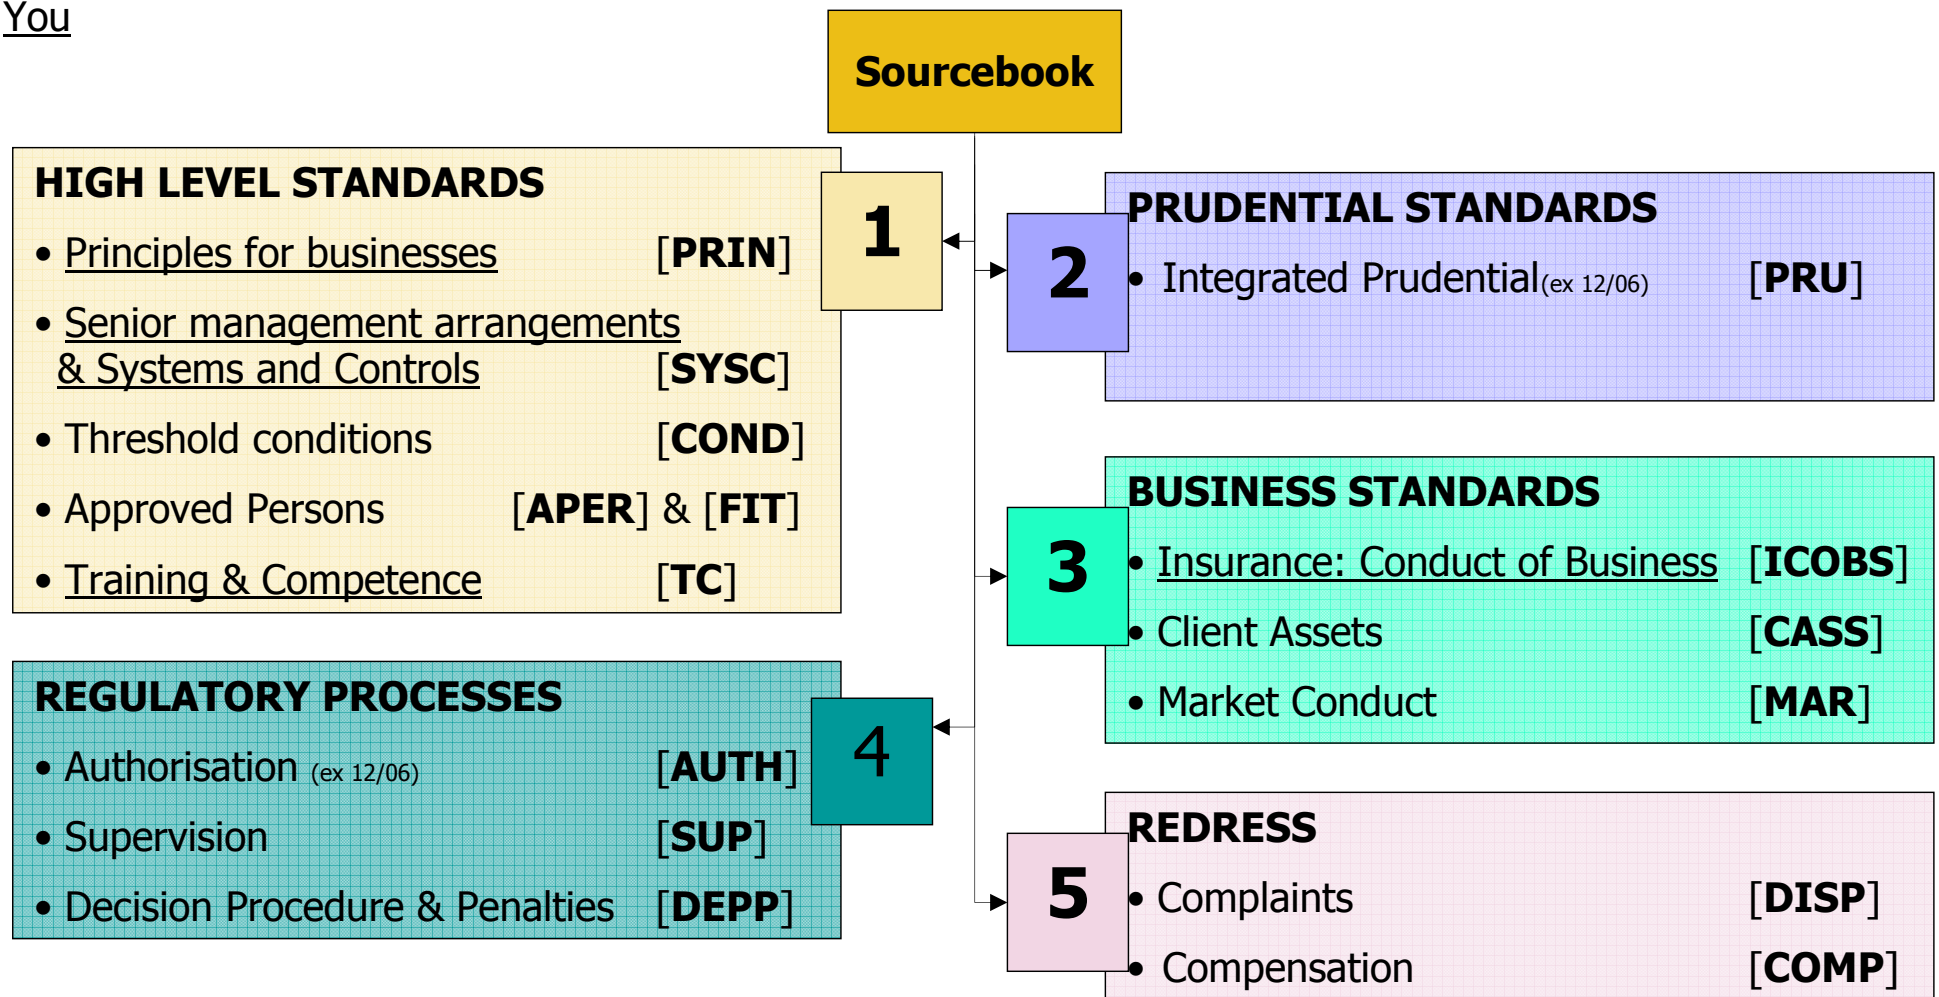 You
Sourcebook
HIGH LEVEL STANDARDS
• Principles for businesses [PRIN]
• Senior management arrangements
& Systems and Controls [SYSC]
• Threshold conditions [COND]
• Approved Persons [APER] & [FIT]
• Training & Competence [TC]
1
PRUDENTIAL STANDARDS
• Integrated Prudential(ex 12/06) [PRU]
2
BUSINESS STANDARDS
• Insurance: Conduct of Business [ICOBS]
• Client Assets [CASS]
• Market Conduct [MAR]
3
REGULATORY PROCESSES
• Authorisation (ex 12/06) [AUTH]
• Supervision [SUP]
• Decision Procedure & Penalties [DEPP]
4
REDRESS
• Complaints [DISP]
• Compensation [COMP]
5